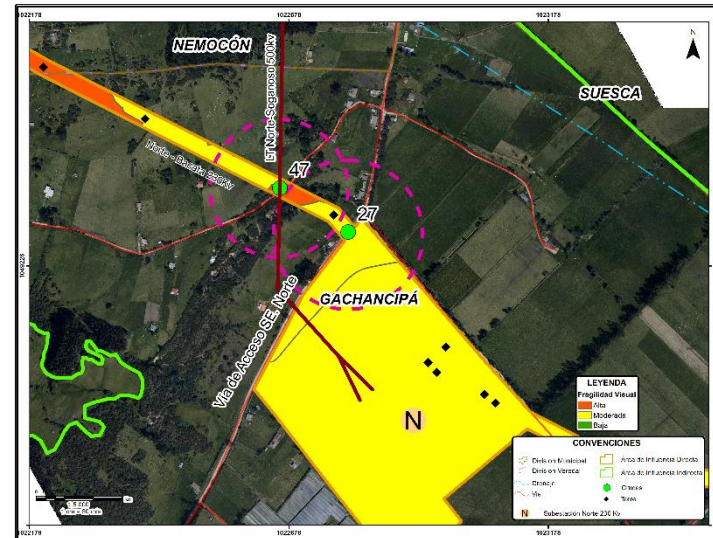 1022178
1022678
1023178
NEMOCÓN
N
SUESCA
LT Norte-Sogamoso 500kv
Norte - Bacatá 230Kv
47
27
GACHANCIPÁ
Vía de Acceso SE. Norte
N
LEYENDA
Fragilidad Visual
Alta
Moderada
Baja
CONVENCIONES
División Municipal
División Veredal
Drenaje
Vía
Área de Influencia Directa
Área de Influencia Indirecta
Cruces
Torre
N Subestación Norte 230 Kv
1022178
1022678
1023178